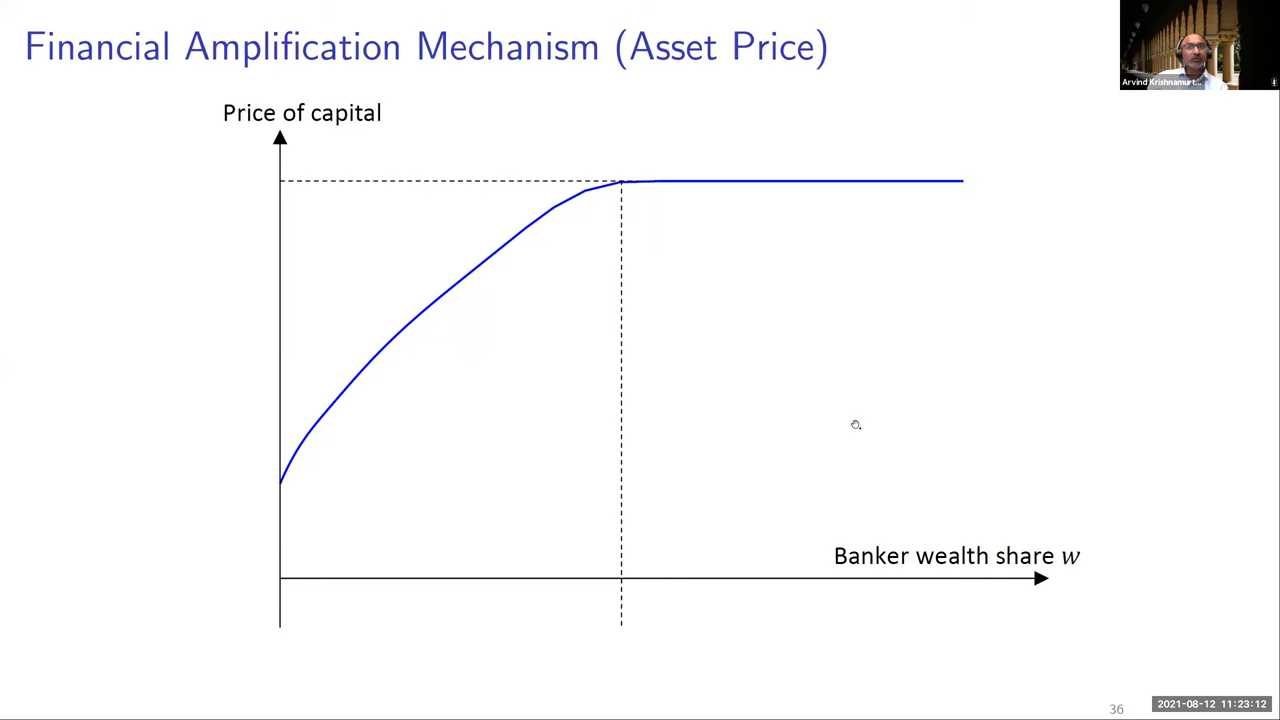 Financial Amplification Mechanism (Asset Price)
Arvind Krishnamurt...
Price of capital
Banker wealth share w
36
2021-08-12 11:23:12